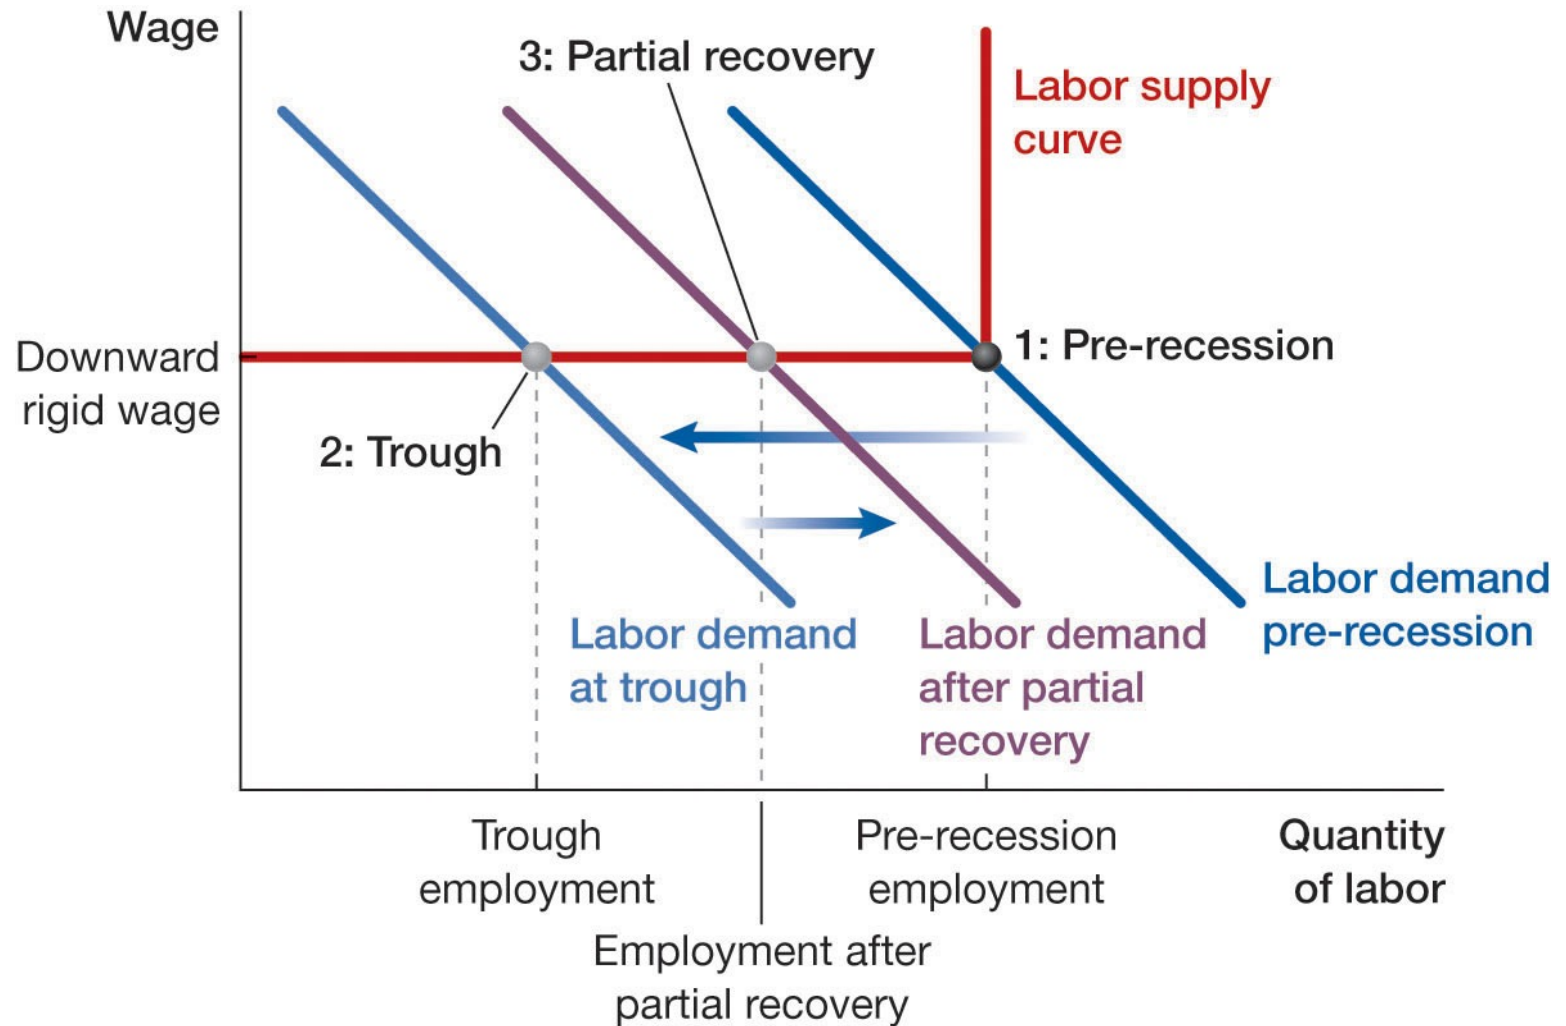 Wage
3: Partial recovery
Labor supply
curve
Downward
rigid wage
1: Pre-recession
2: Trough
Labor demand
pre-recession
Labor demand
at trough
Labor demand
after partial
recovery
Trough
employment
Pre-recession
employment
Quantity
of labor
Employment after
partial recovery